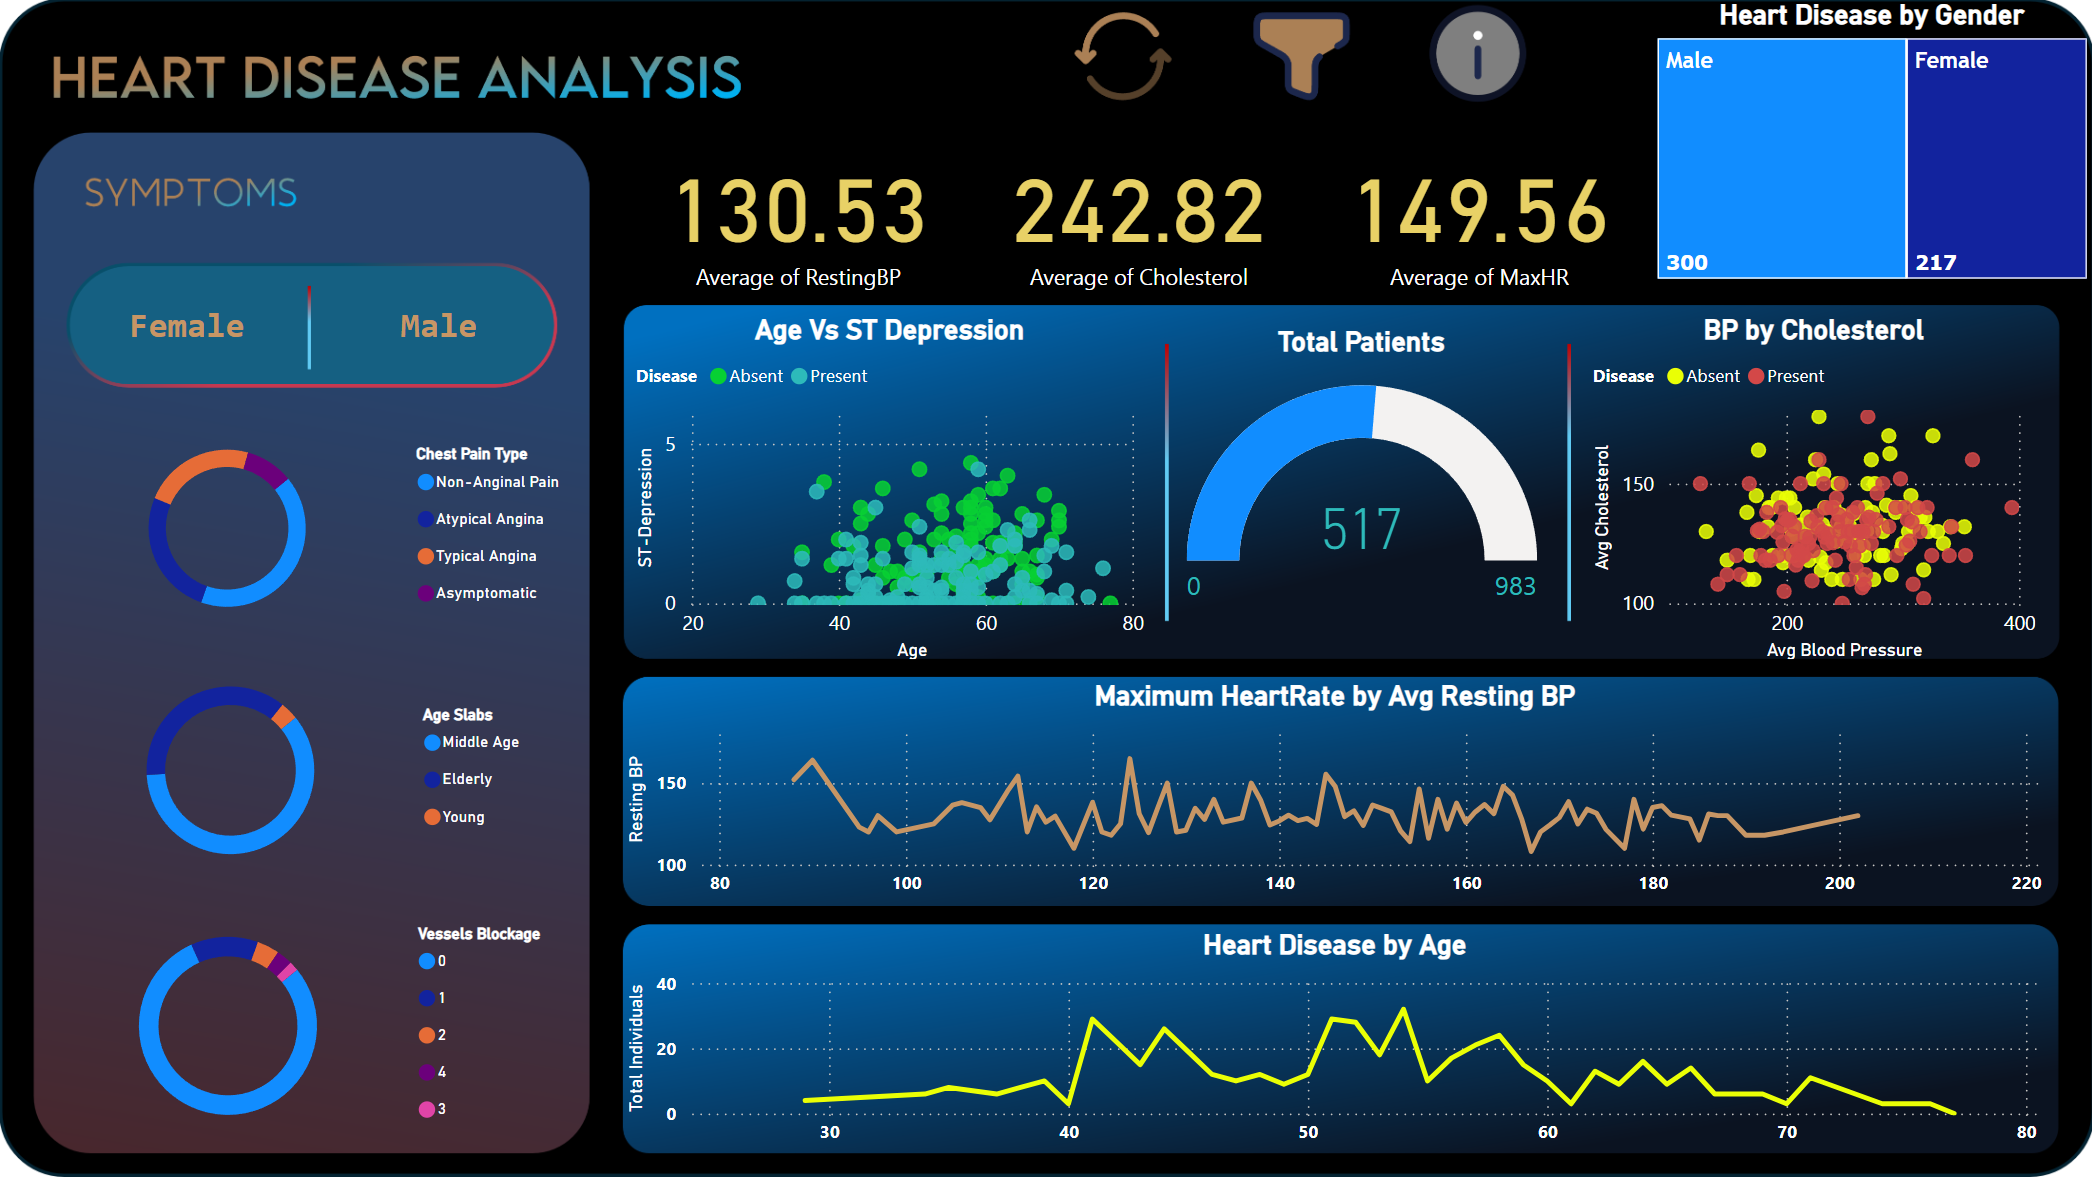 HEART DISEASE ANALYSIS
Heart Disease by Gender
Male
Female
300
217
SYMPTOMS
Female
Male
130.53
Average of RestingBP
242.82
Average of Cholesterol
149.56
Average of MaxHR
Chest Pain Type
Non-Anginal Pain
Atypical Angina
Typical Angina
Asymptomatic
Age Slabs
Middle Age
Elderly
Young
Vessels Blockage
0
1
2
4
3
Age Vs ST Depression
Disease Absent Present
ST-Depression
5
0
20 40 60 80
Age
Total Patients
517
0 983
BP by Cholesterol
Disease Absent Present
Avg Cholesterol
150
100
200 400
Avg Blood Pressure
Maximum HeartRate by Avg Resting BP
Resting BP
150
100
80 100 120 140 160 180 200 220
Heart Disease by Age
Total Individuals
40
20
0
30 40 50 60 70 80